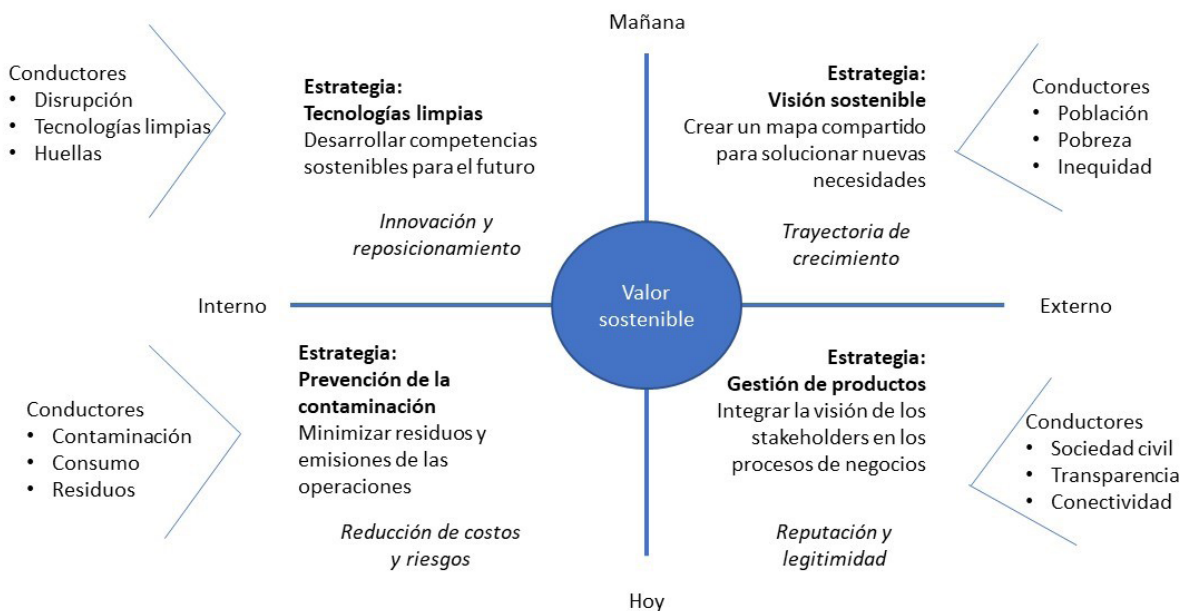 Mañana
Conductores
• Disrupción
• Tecnologías limpias
• Huellas
Estrategia:
Tecnologías limpias
Desarrollar competencias
sostenibles para el futuro
Innovación y
reposicionamiento
Estrategia:
Visión sostenible
Crear un mapa compartido
para solucionar nuevas
necesidades
Trayectoria de
crecimiento
Conductores
• Población
• Pobreza
• Inequidad
Interno
Valor
sostenible
Externo
Conductores
• Contaminación
• Consumo
• Residuos
Estrategia:
Prevención de la
contaminación
Minimizar residuos y
emisiones de las
operaciones
Reducción de costos
y riesgos
Estrategia:
Gestión de productos
Integrar la visión de los
stakeholders en los
procesos de negocios
Reputación y
legitimidad
Conductores
• Sociedad civil
• Transparencia
• Conectividad
Hoy